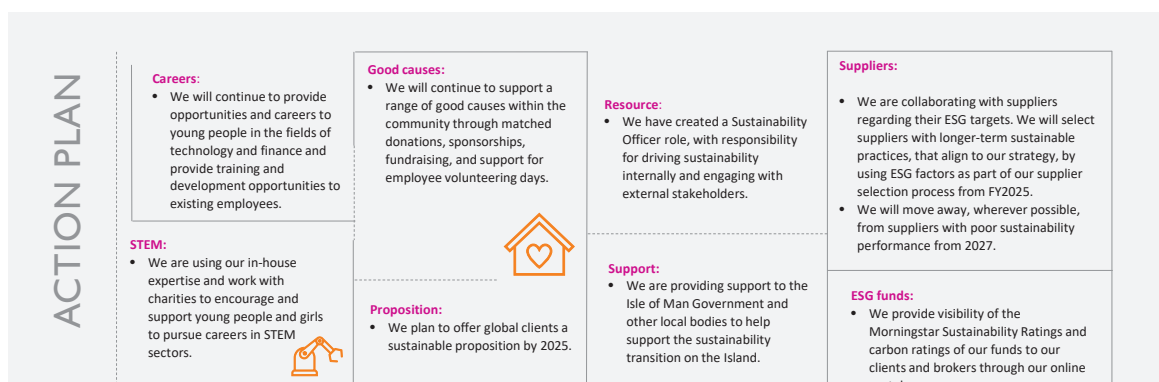 ACTION PLAN
Careers:
• We will continue to provide
opportunities and careers to
young people in the fields of
technology and finance and
provide training and
development opportunities to
existing employees.
STEM:
• We are using our in-house
expertise and work with
charities to encourage and
support young people and girls
to pursue careers in STEM
sectors.
Good causes:
• We will continue to support a
range of good causes within the
community through matched
donations, sponsorships,
fundraising, and support for
employee volunteering days.
Proposition:
• We plan to offer global clients a
sustainable proposition by 2025.
Resource:
• We have created a Sustainability
Officer role, with responsibility
for driving sustainability
internally and engaging with
external stakeholders.
Support:
• We are providing support to the
Isle of Man Government and
other local bodies to help
support the sustainability
transition on the Island.
Suppliers:
• We are collaborating with suppliers
regarding their ESG targets. We will select
suppliers with longer-term sustainable
practices, that align to our strategy, by
using ESG factors as part of our supplier
selection process from FY2025.
• We will move away, wherever possible,
from suppliers with poor sustainability
performance from 2027.
ESG funds:
• We provide visibility of the
Morningstar Sustainability Ratings and
carbon ratings of our funds to our
clients and brokers through our online